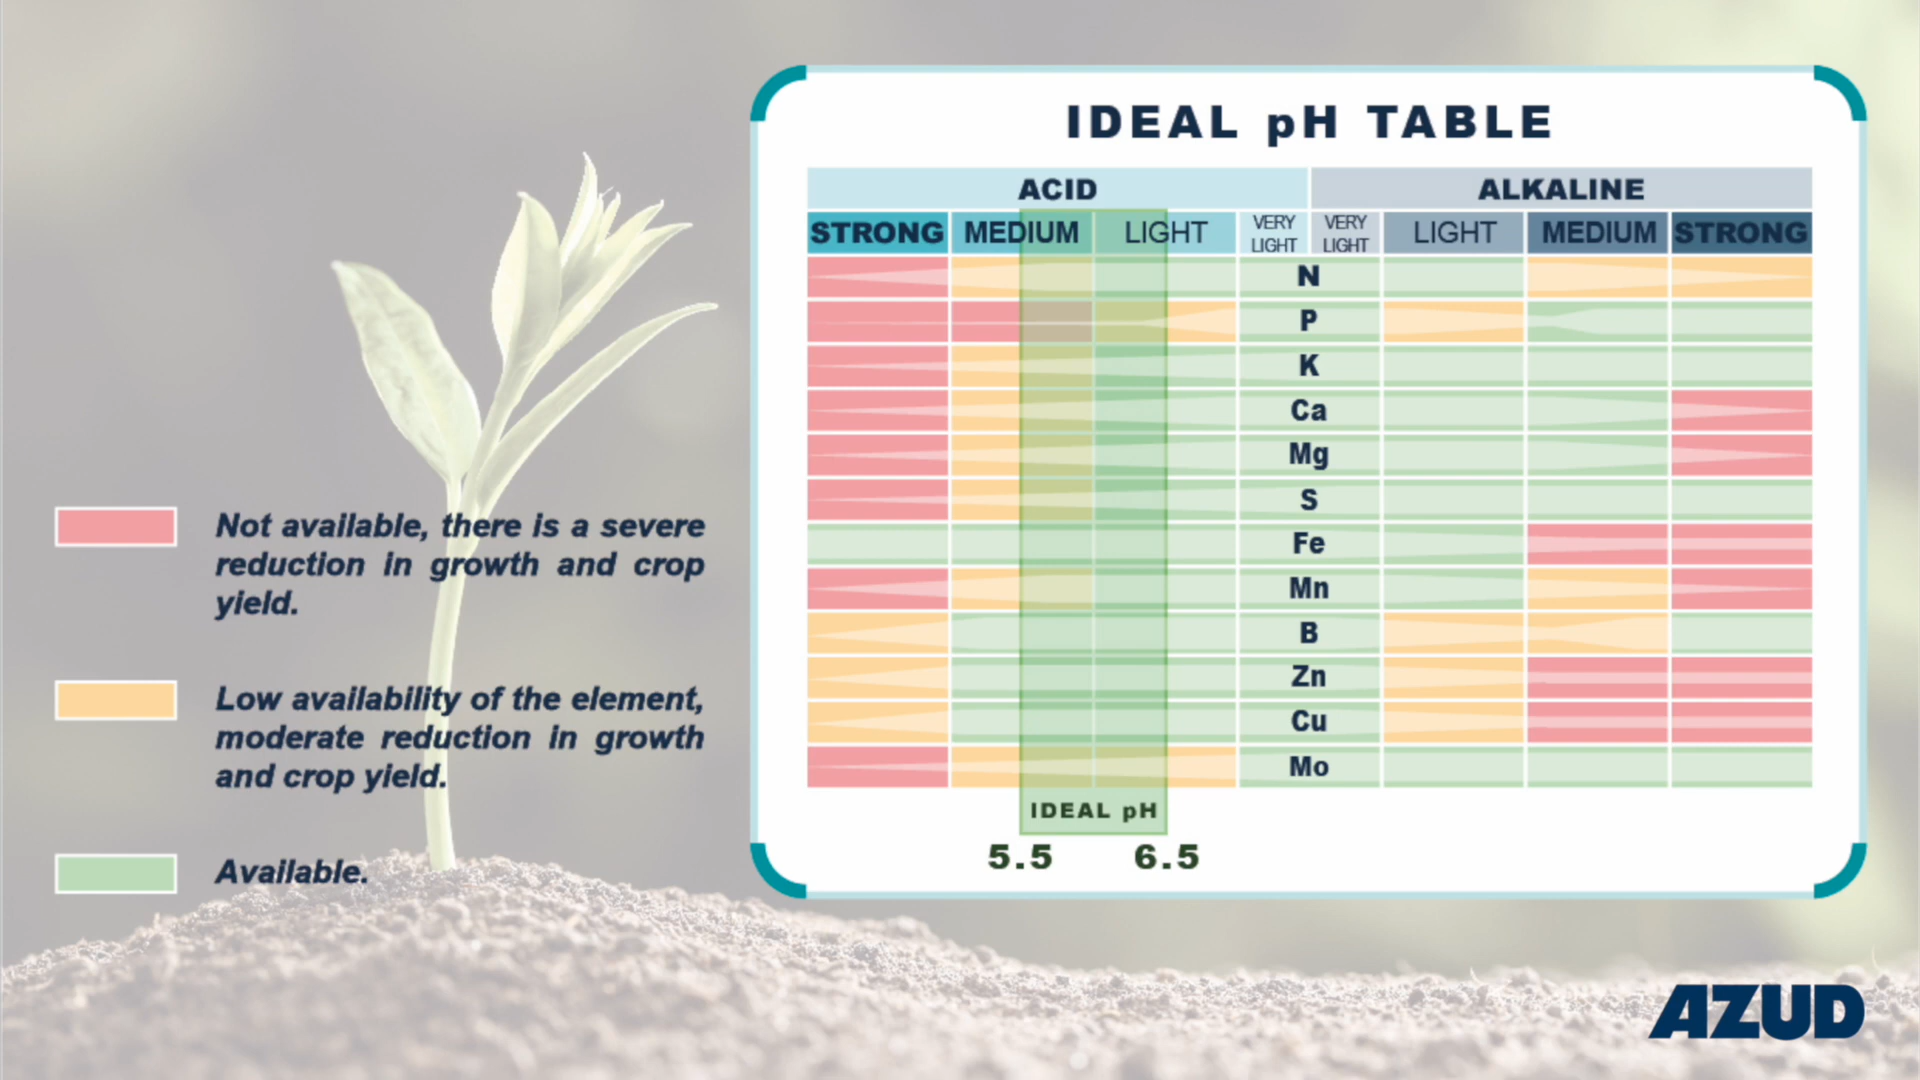 IDEAL pH TABLE
ACID ALKALINE
STRONG MEDIUM LIGHT VERY LIGHT VERY LIGHT LIGHT MEDIUM STRONG
N
P
K
Ca
Mg
S
Fe
Mn
B
Zn
Cu
Mo
IDEAL pH
5.5 6.5
Not available, there is a severe
reduction in growth and crop
yield.
Low availability of the element,
moderate reduction in growth
and crop yield.
Available.
AZUD